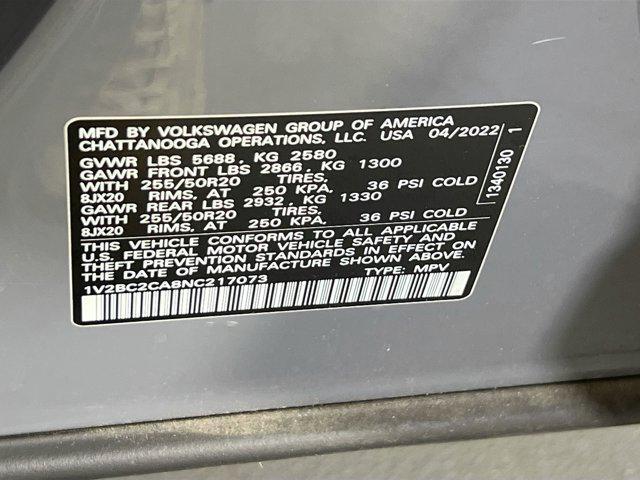 MFD BY VOLKSWAGEN GROUP OF AMERICA
CHATTANOOGA OPERATIONS, LLC. USA 04/2022
GVWR LBS 5688, KG 2580
GAWR FRONT LBS 2866, KG 1300
WITH 255/50R20 TIRES,
8JX20 RIMS, AT 250 KPA. 36 PSI COLD
GAWR REAR LBS 2932, KG 1330
WITH 255/50R20 TIRES,
8JX20 RIMS, AT 250 KPA. 36 PSI COLD
THIS VEHICLE CONFORMS TO ALL APPLICABLE
U.S. FEDERAL MOTOR VEHICLE SAFETY AND
THEFT PREVENTION STANDARDS IN EFFECT ON
THE DATE OF MANUFACTURE SHOWN ABOVE.
1V2BC2CA8NC217073 TYPE: MPV
1340130 1